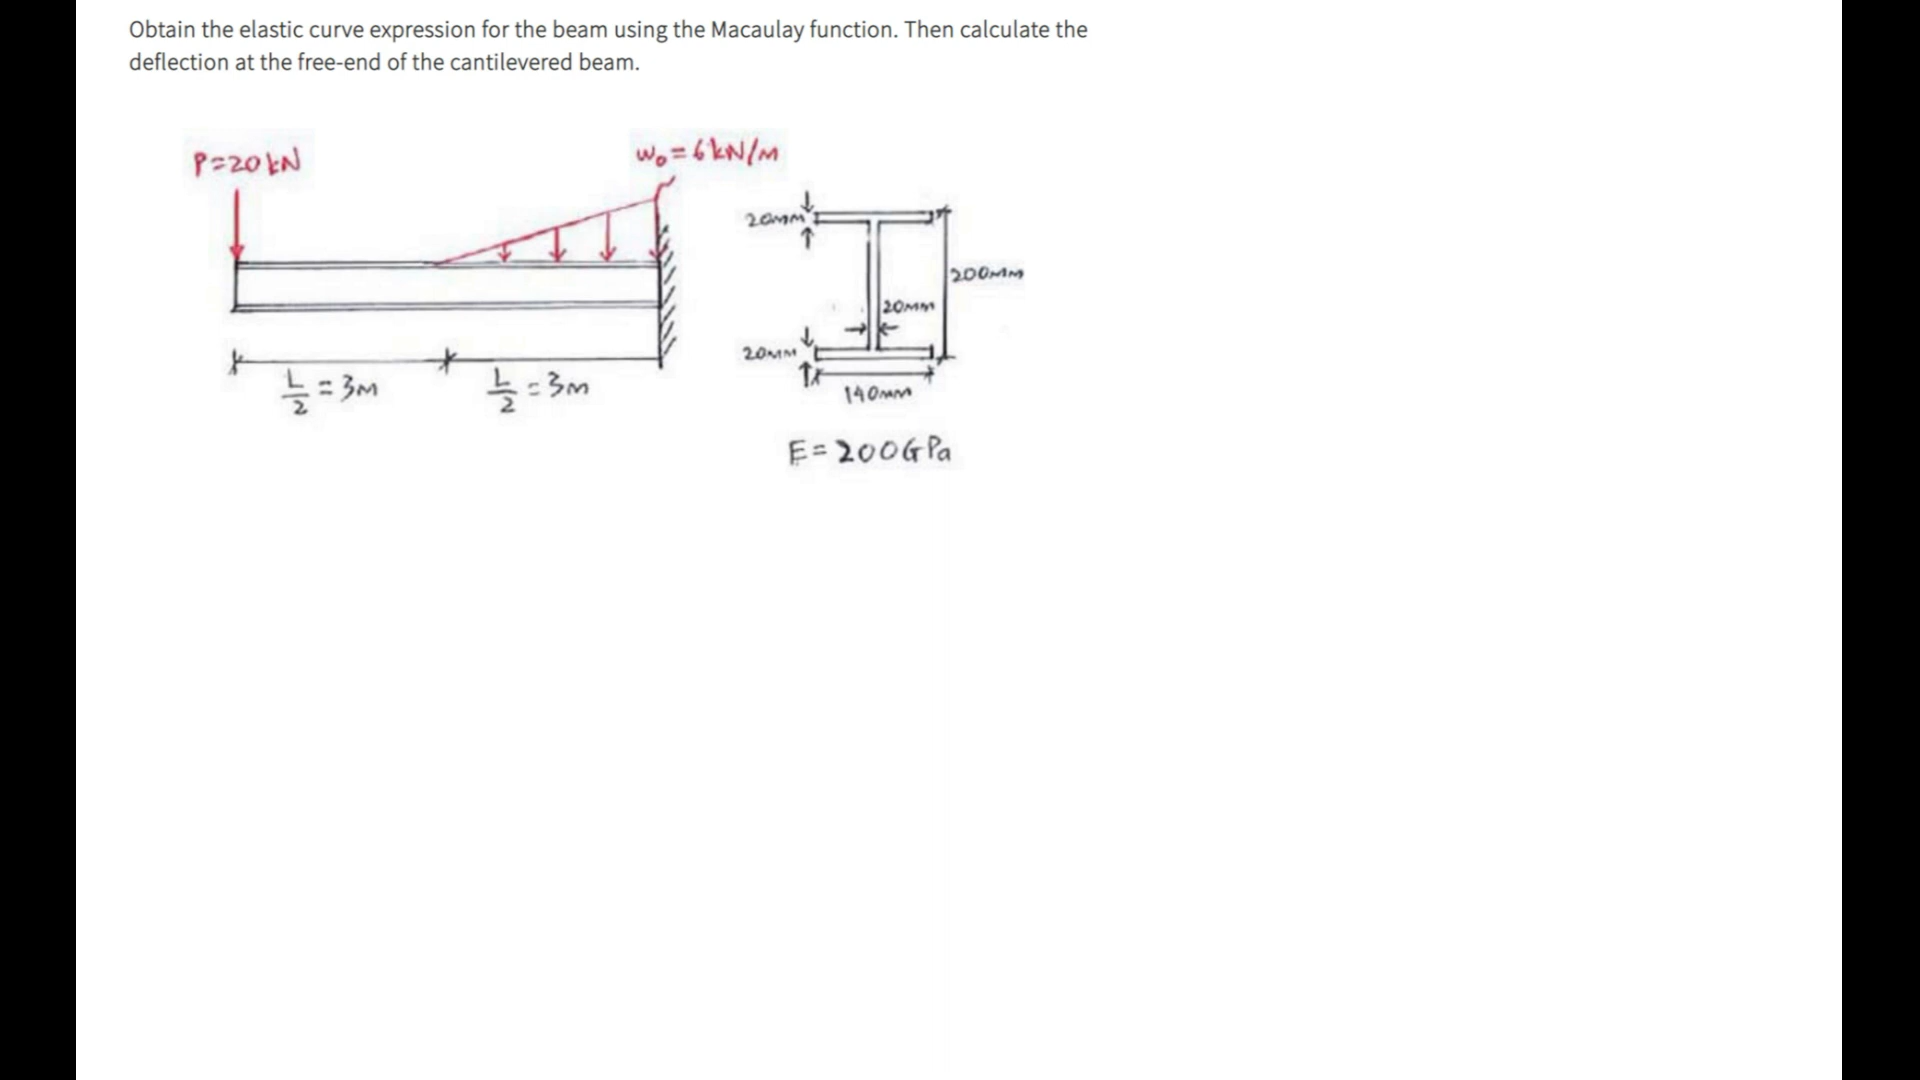 Obtain the elastic curve expression for the beam using the Macaulay function. Then calculate the
deflection at the free-end of the cantilevered beam.
P=20kN
w₀=6kN/m
20mm
200mm
20mm
20mm
L/2 = 3m
L/2 = 3m
140mm
E=200GPa